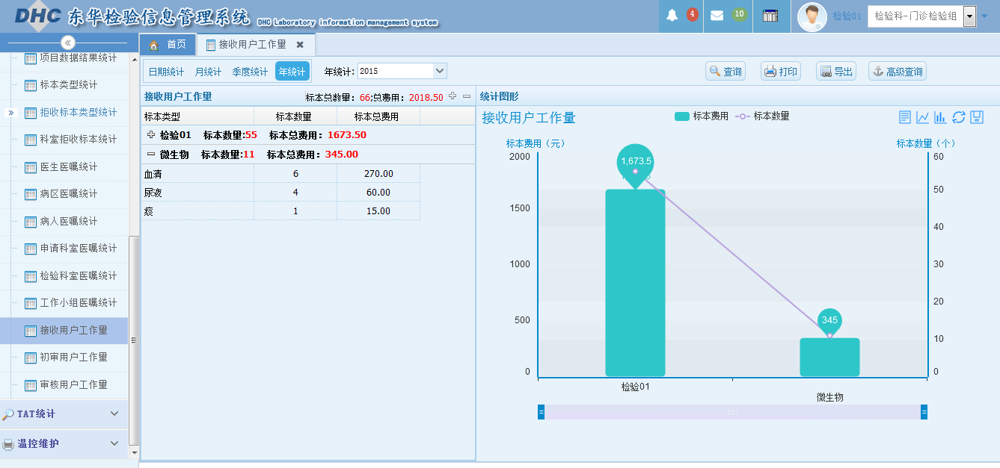 DHC 东华检验信息管理系统 DHC Laboratory information management system
4
10
检验01
检验科-门诊检验组
首页
接收用户工作量
项目数据结果统计
标本类型统计
拒收标本类型统计
科室拒收标本统计
医生医嘱统计
病区医嘱统计
病人医嘱统计
申请科室医嘱统计
检验科室医嘱统计
工作小组医嘱统计
接收用户工作量
初审用户工作量
审核用户工作量
TAT统计
温控维护
日期统计 月统计 季度统计 年统计 年统计: 2015
查询 打印 导出 高级查询
接收用户工作量 标本总数量: 66;总费用: 2018.50
标本类型 标本数量 标本总费用
检验01 标本数量:55 标本总费用: 1673.50
微生物 标本数量:11 标本总费用: 345.00
血清 6 270.00
尿液 4 60.00
痰 1 15.00
统计图形
接收用户工作量
标本费用 标本数量
标本费用（元） 标本数量（个）
2000
1500
1000
500
0
60
50
40
30
20
10
0
1,673.5
345
检验01
微生物